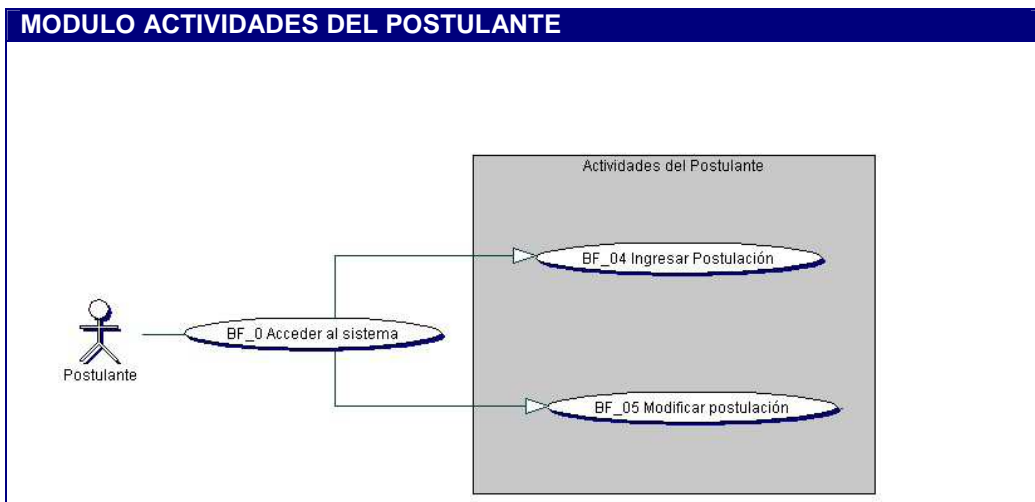 MODULO ACTIVIDADES DEL POSTULANTE
Actividades del Postulante
BF_04 Ingresar Postulación
BF_0 Acceder al sistema
Postulante
BF_05 Modificar postulación